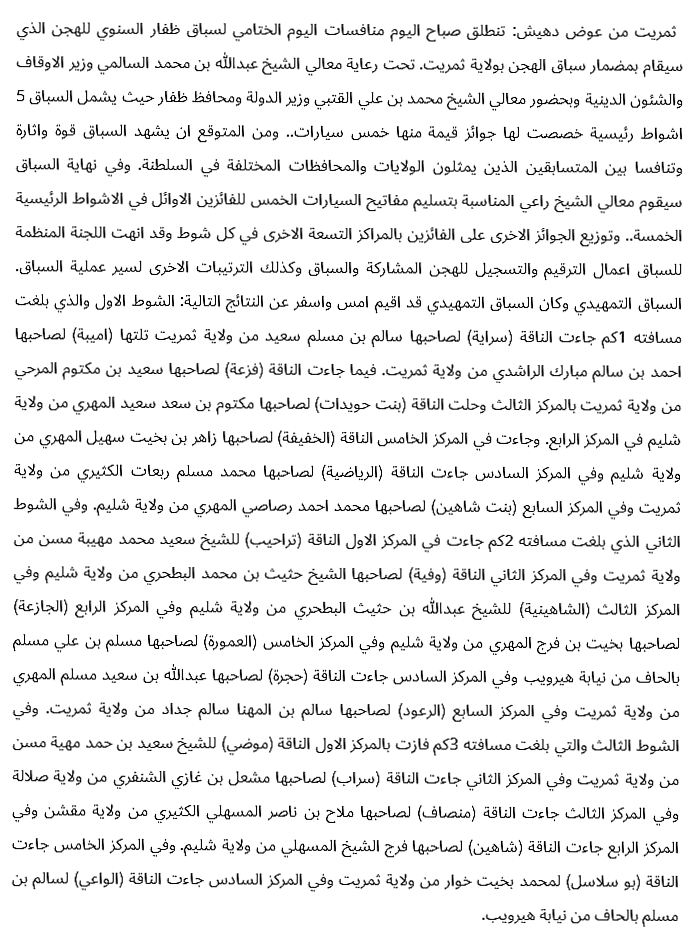 ثمريت من عوض دهيش: تنطلق صباح اليوم منافسات اليوم الختامي لسباق ظفار السنوي للهجن الذي
سيقام بمضمار سباق الهجن بولاية ثمريت. تحت رعاية معالي الشيخ عبدالله بن محمد السالمي وزير الاوقاف
والشئون الدينية وبحضور معالي الشيخ محمد بن علي القتبي وزير الدولة ومحافظ ظفار حيث يشمل السباق 5
اشواط رئيسية خصصت لها جوائز قيمة منها خمس سيارات.. ومن المتوقع ان يشهد السباق قوة واثارة
وتنافسا بين المتسابقين الذين يمثلون الولايات والمحافظات المختلفة في السلطنة. وفي نهاية السباق
سيقوم معالي الشيخ راعي المناسبة بتسليم مفاتيح السيارات الخمس للفائزين الاوائل في الاشواط الرئيسية
الخمسة.. وتوزيع الجوائز الاخرى على الفائزين بالمراكز التسعة الاخرى في كل شوط وقد انهت اللجنة المنظمة
للسباق اعمال الترقيم والتسجيل للهجن المشاركة والسباق وكذلك الترتيبات الاخرى لسير عملية السباق.
السباق التمهيدي وكان السباق التمهيدي قد اقيم امس واسفر عن النتائج التالية: الشوط الاول والذي بلغت
مسافته 1كم جاءت الناقة (سراية) لصاحبها سالم بن مسلم سعيد من ولاية ثمريت تلتها (اميبة) لصاحبها
احمد بن سالم مبارك الراشدي من ولاية ثمريت. فيما جاءت الناقة (فزعة) لصاحبها سعيد بن مكتوم المرحي
من ولاية ثمريت بالمركز الثالث وحلت الناقة (بنت حويدات) لصاحبها مكتوم بن سعد سعيد المهري من ولاية
شليم في المركز الرابع. وجاءت في المركز الخامس الناقة (الخفيفة) لصاحبها زاهر بن بخيت سهيل المهري من
ولاية شليم وفي المركز السادس جاءت الناقة (الرياضية) لصاحبها محمد مسلم ربعات الكثيري من ولاية
ثمريت وفي المركز السابع (بنت شاهين) لصاحبها محمد احمد رصاصي المهري من ولاية شليم. وفي الشوط
الثاني الذي بلغت مسافته 2كم جاءت في المركز الاول الناقة (تراحيب) للشيخ سعيد محمد مهيبة مسن من
ولاية ثمريت وفي المركز الثاني الناقة (وفية) لصاحبها الشيخ حثيث بن محمد البطحري من ولاية شليم وفي
المركز الثالث (الشاهينية) للشيخ عبدالله بن حثيث البطحري من ولاية شليم وفي المركز الرابع (الجازعة)
لصاحبها بخيت بن فرج المهري من ولاية شليم وفي المركز الخامس (العمورة) لصاحبها مسلم بن علي مسلم
بالحاف من نيابة هيرويب وفي المركز السادس جاءت الناقة (حجرة) لصاحبها عبدالله بن سعيد مسلم المهري
من ولاية ثمريت وفي المركز السابع (الرعود) لصاحبها سالم بن المهنا سالم جداد من ولاية ثمريت. وفي
الشوط الثالث والتي بلغت مسافته 3كم فازت بالمركز الاول الناقة (موضي) للشيخ سعيد بن حمد مهية مسن
من ولاية ثمريت وفي المركز الثاني جاءت الناقة (سراب) لصاحبها مشعل بن غازي الشنفري من ولاية صلالة
وفي المركز الثالث جاءت الناقة (منصاف) لصاحبها ملاح بن ناصر المسهلي الكثيري من ولاية مقشن وفي
المركز الرابع جاءت الناقة (شاهين) لصاحبها فرج الشيخ المسهلي من ولاية شليم. وفي المركز الخامس جاءت
الناقة (بو سلاسل) لمحمد بخيت خوار من ولاية ثمريت وفي المركز السادس جاءت الناقة (الواعي) لسالم بن
مسلم بالحاف من نيابة هيرويب.